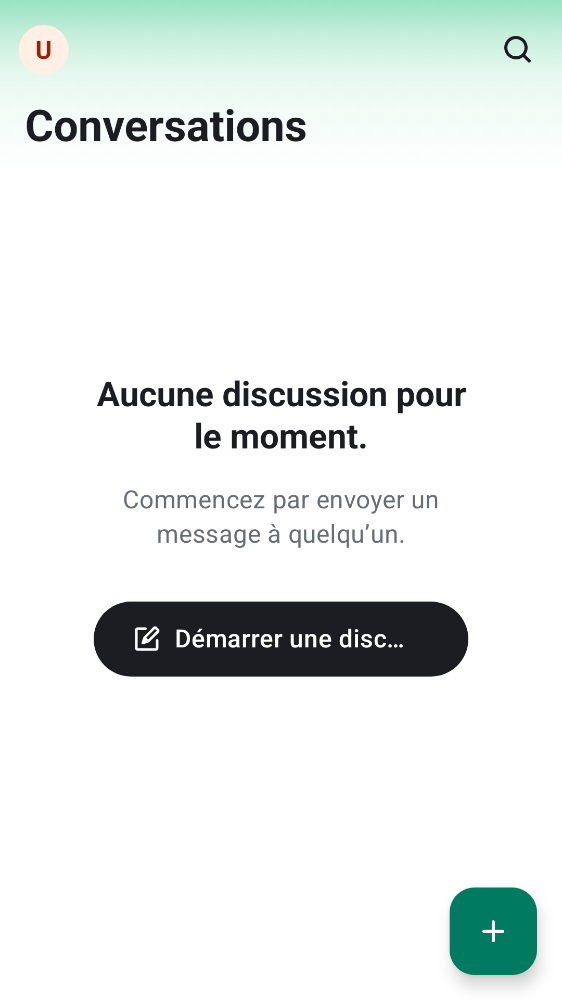 U
Conversations
Aucune discussion pour
le moment.
Commencez par envoyer un
message à quelqu’un.
Démarrer une disc…